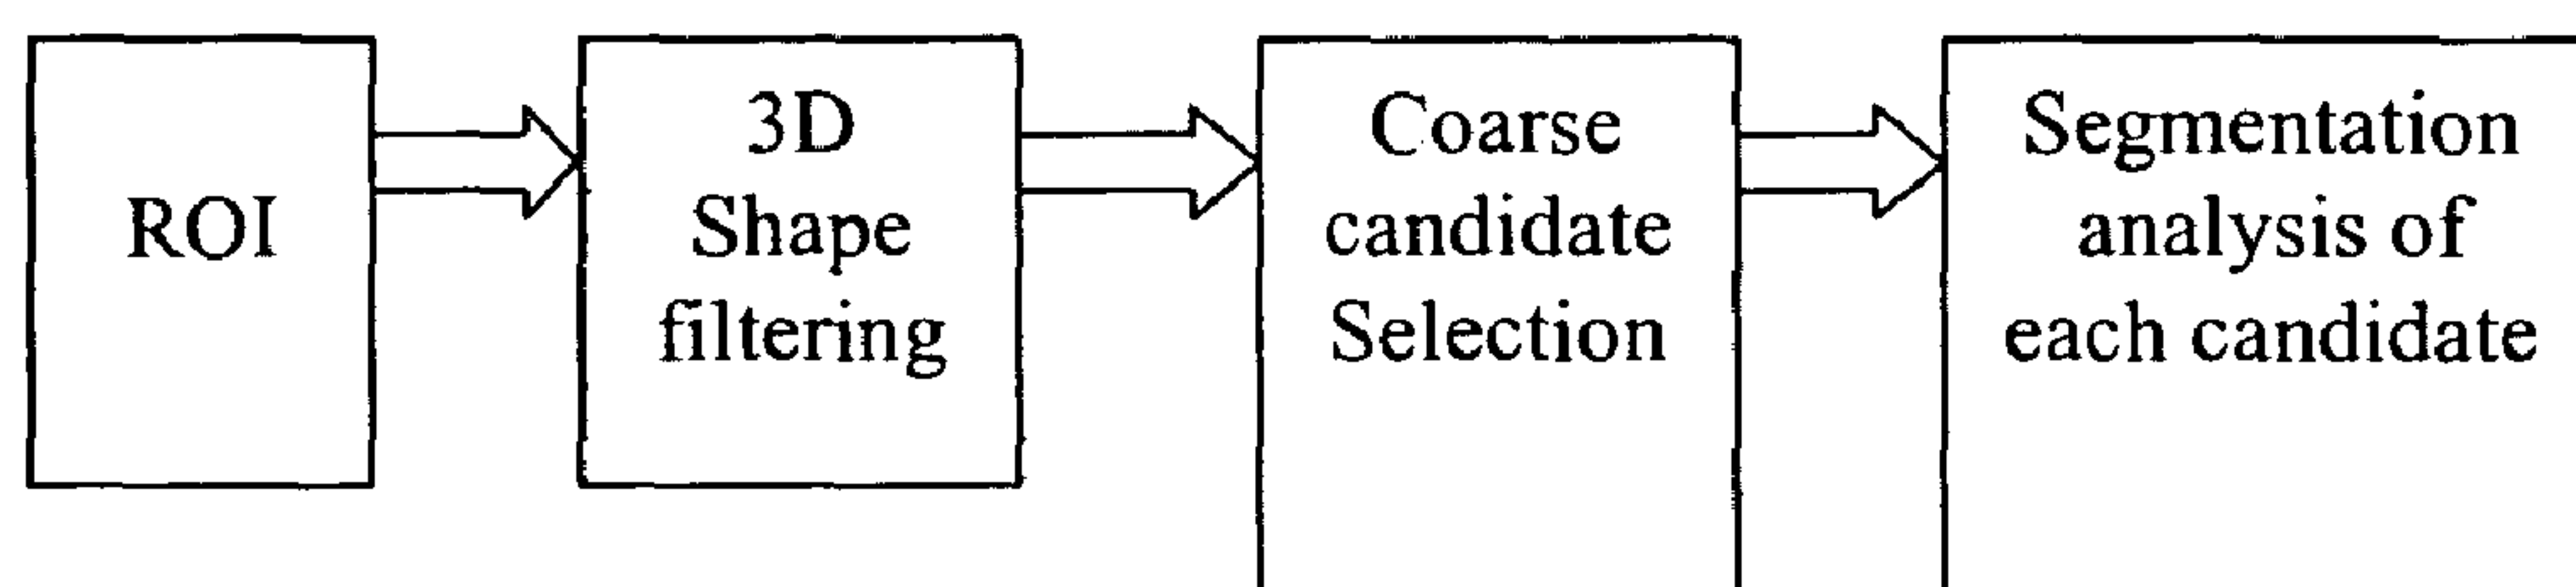 ROI
3D
Shape
filtering
Coarse
candidate
Selection
Segmentation
analysis of
each candidate